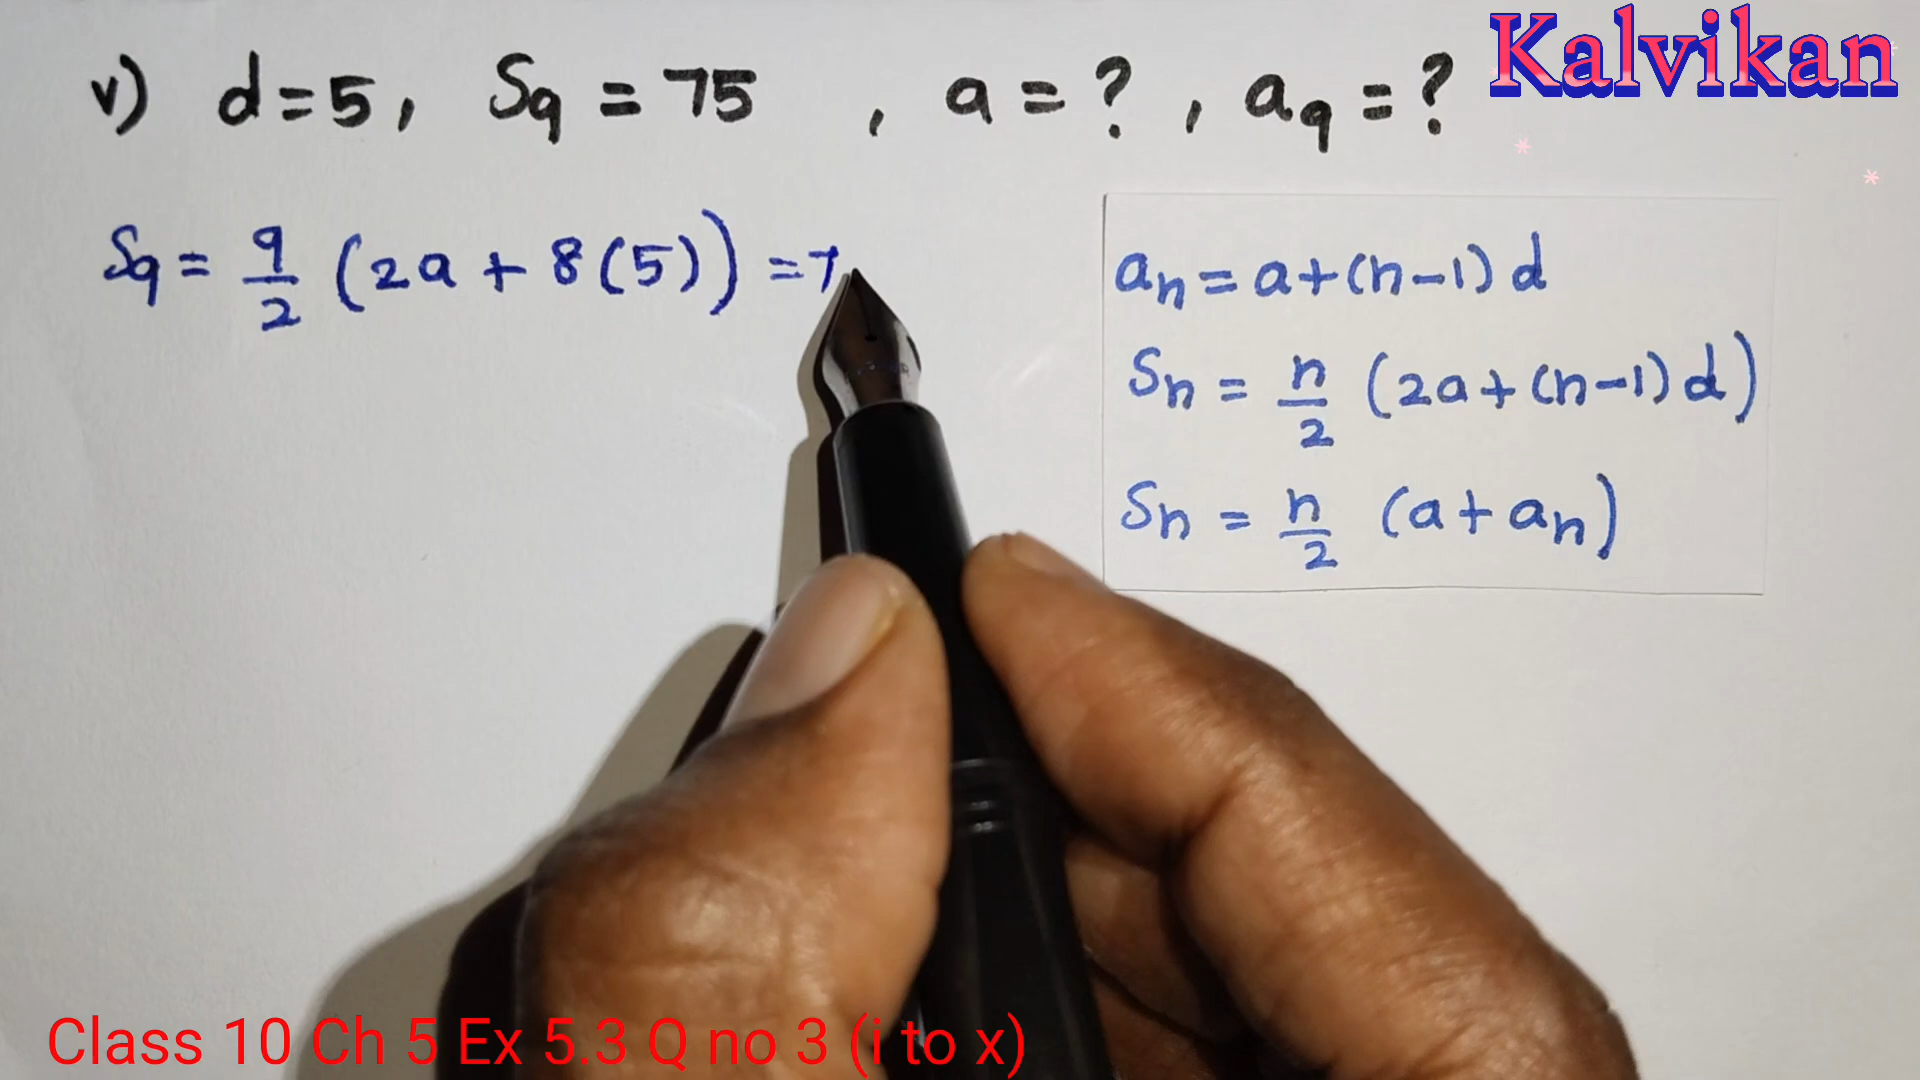 Kalvikan
v) d=5, S₉ = 75 , a = ? , a₉ = ?
S₉ = 9/2 (2a + 8(5)) = 7
aₙ = a+(n-1)d
Sₙ = n/2 (2a+(n-1)d)
Sₙ = n/2 (a+aₙ)
Class 10 Ch 5 Ex 5.3 Q no 3 (i to x)